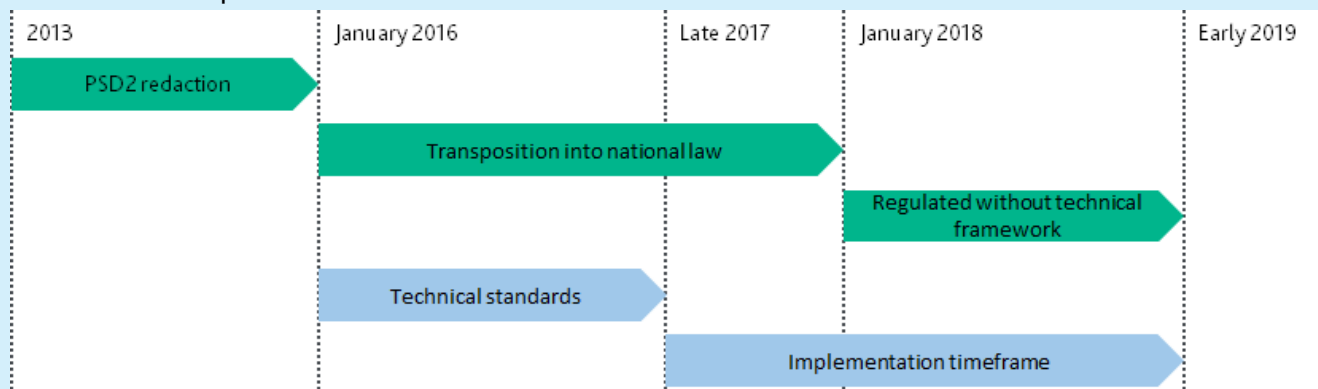 2013
January 2016
Late 2017
January 2018
Early 2019
PSD2 redaction
Transposition into national law
Regulated without technical
framework
Technical standards
Implementation timeframe